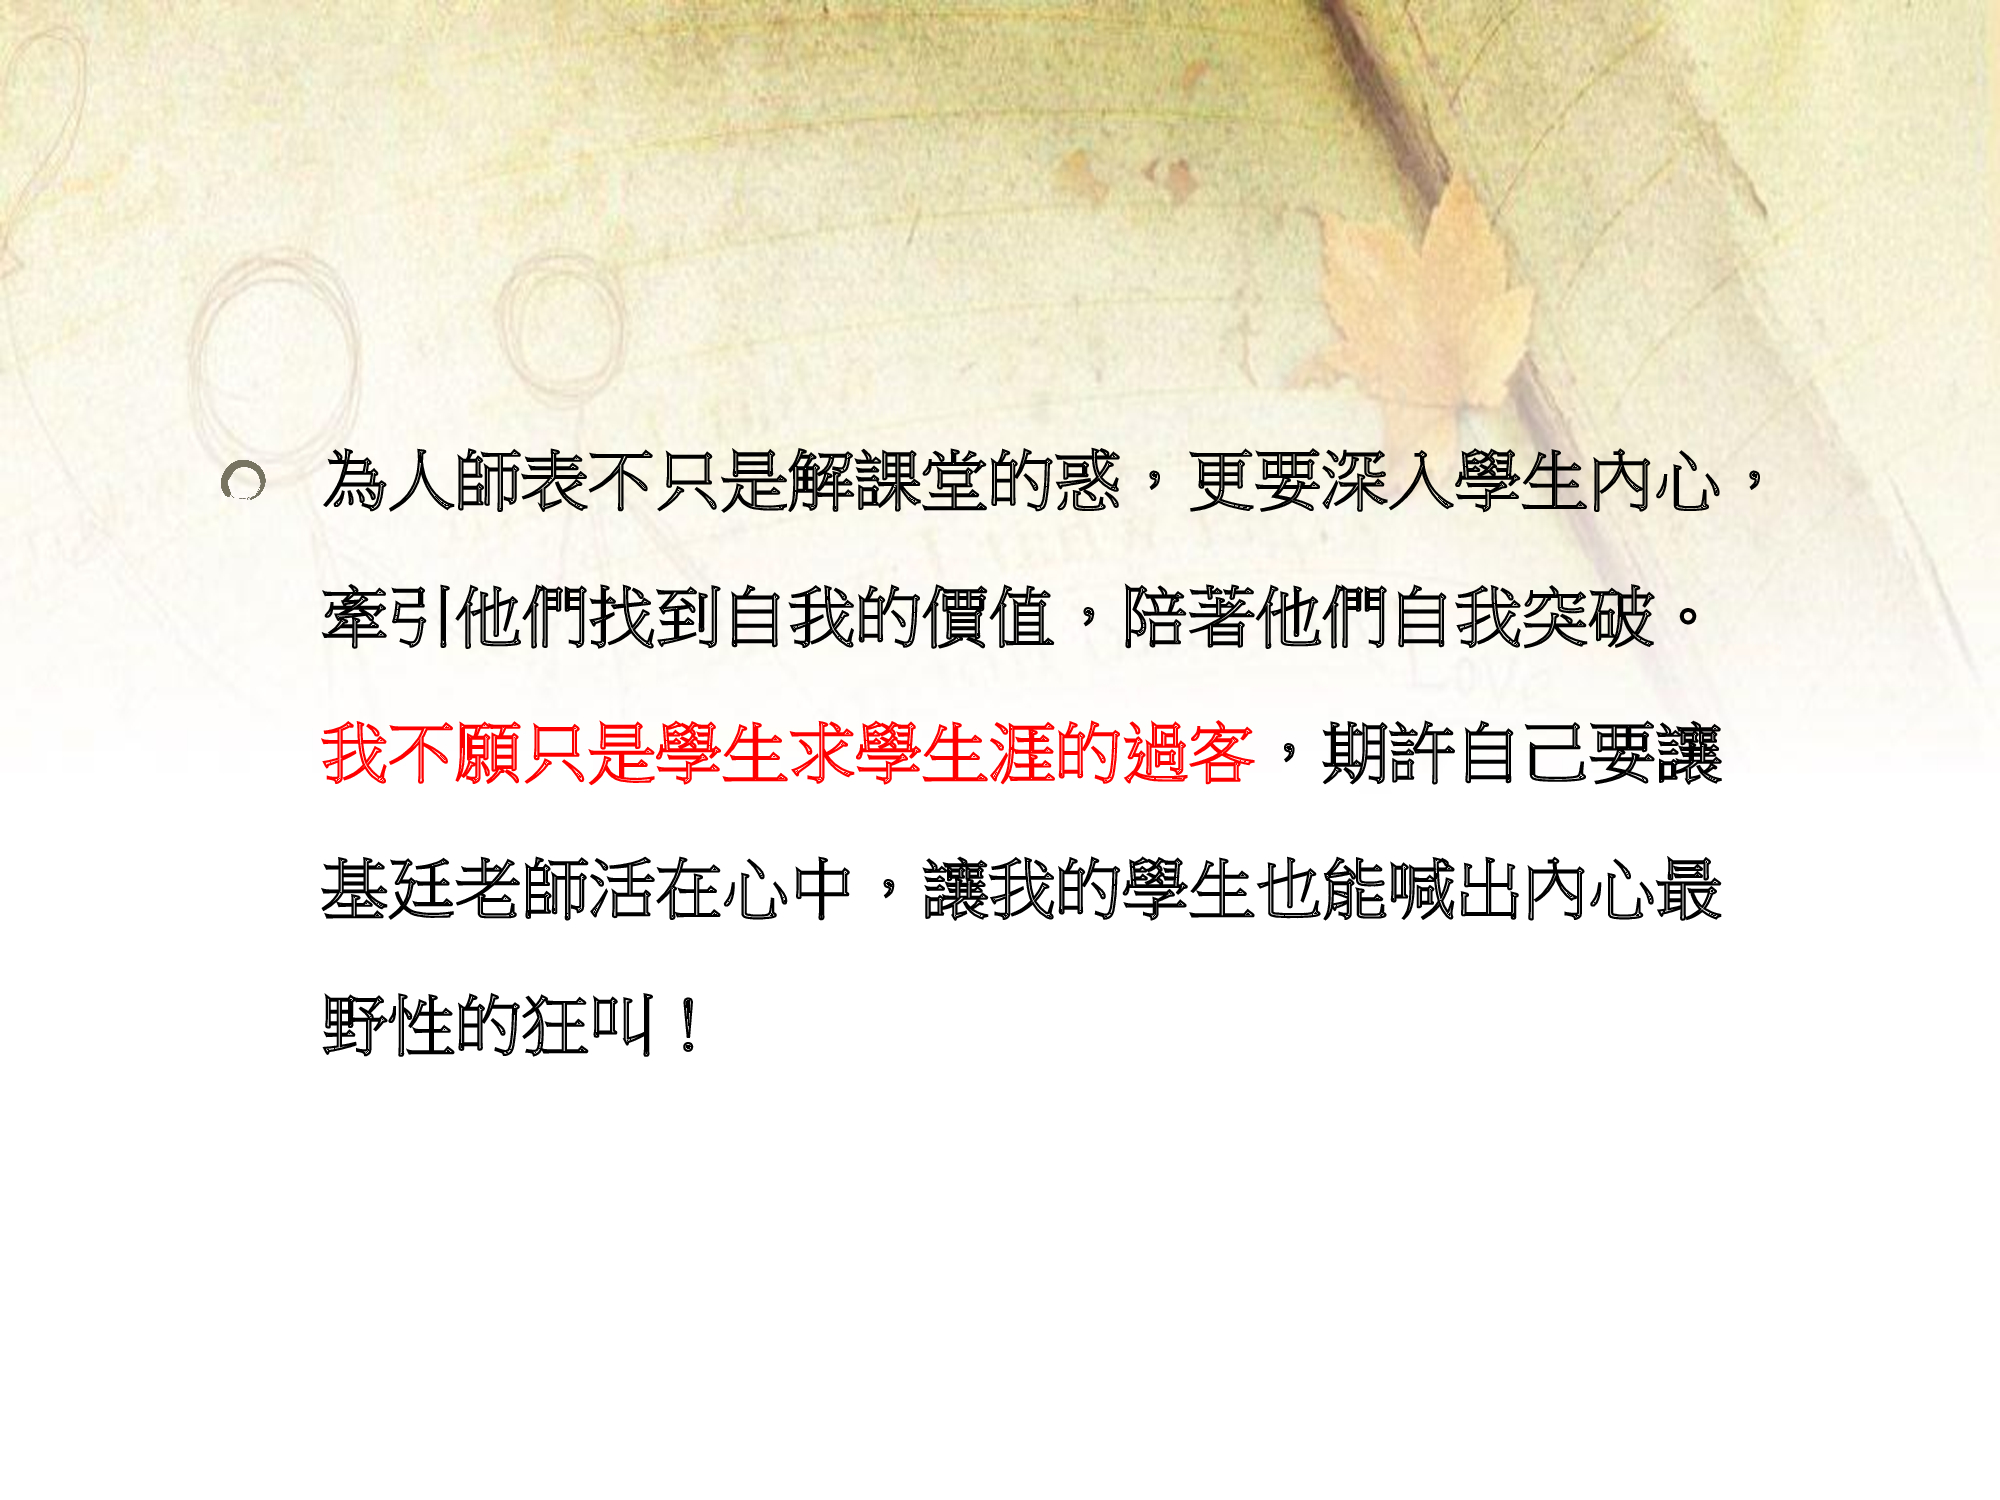 為人師表不只是解課堂的惑，更要深入學生內心，
牽引他們找到自我的價值，陪著他們自我突破。
我不願只是學生求學生涯的過客，期許自己要讓
基廷老師活在心中，讓我的學生也能喊出內心最
野性的狂叫！
Love